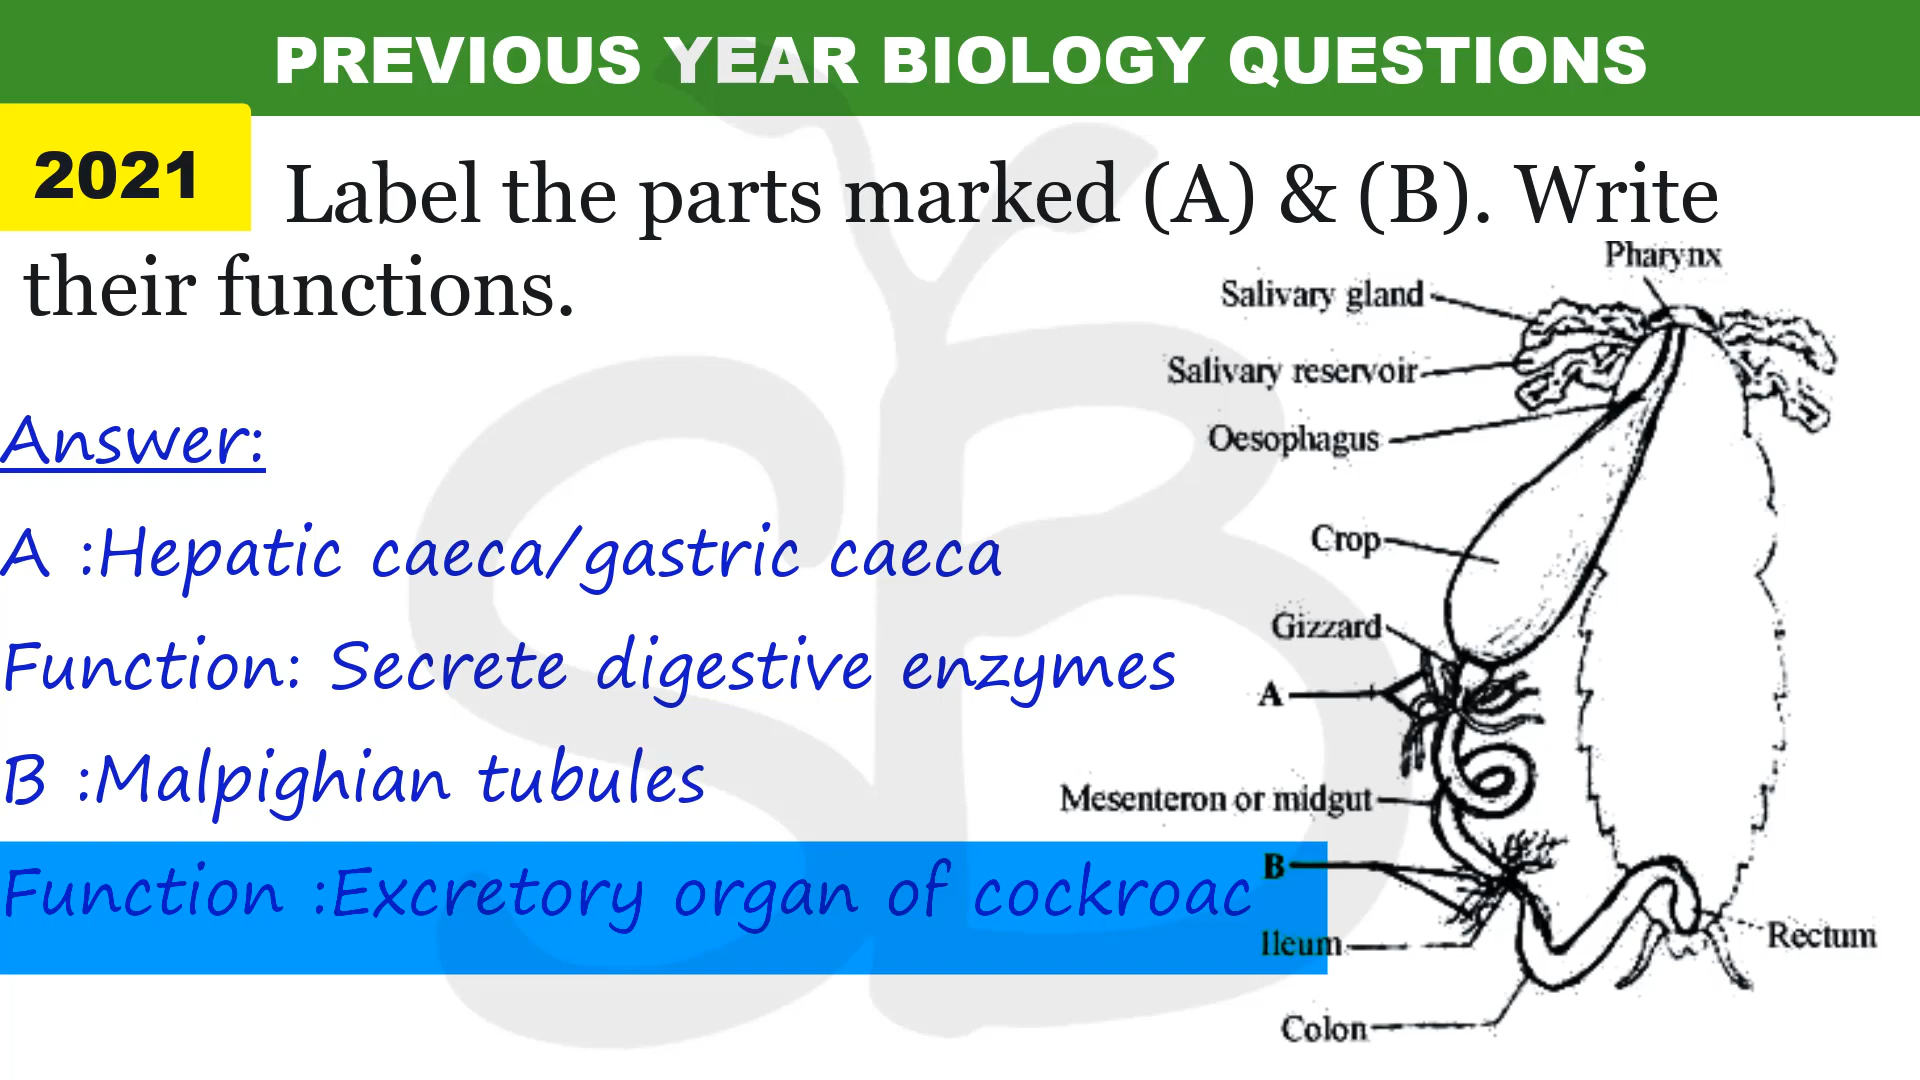 PREVIOUS YEAR BIOLOGY QUESTIONS
2021
Label the parts marked (A) & (B). Write
their functions.
Answer:
A :Hepatic caeca/gastric caeca
Function: Secrete digestive enzymes
B :Malpighian tubules
Function :Excretory organ of cockroac
Pharynx
Salivary gland
Salivary reservoir
Oesophagus
Crop
Gizzard
A
Mesenteron or midgut
B
Ileum
Rectum
Colon
SB